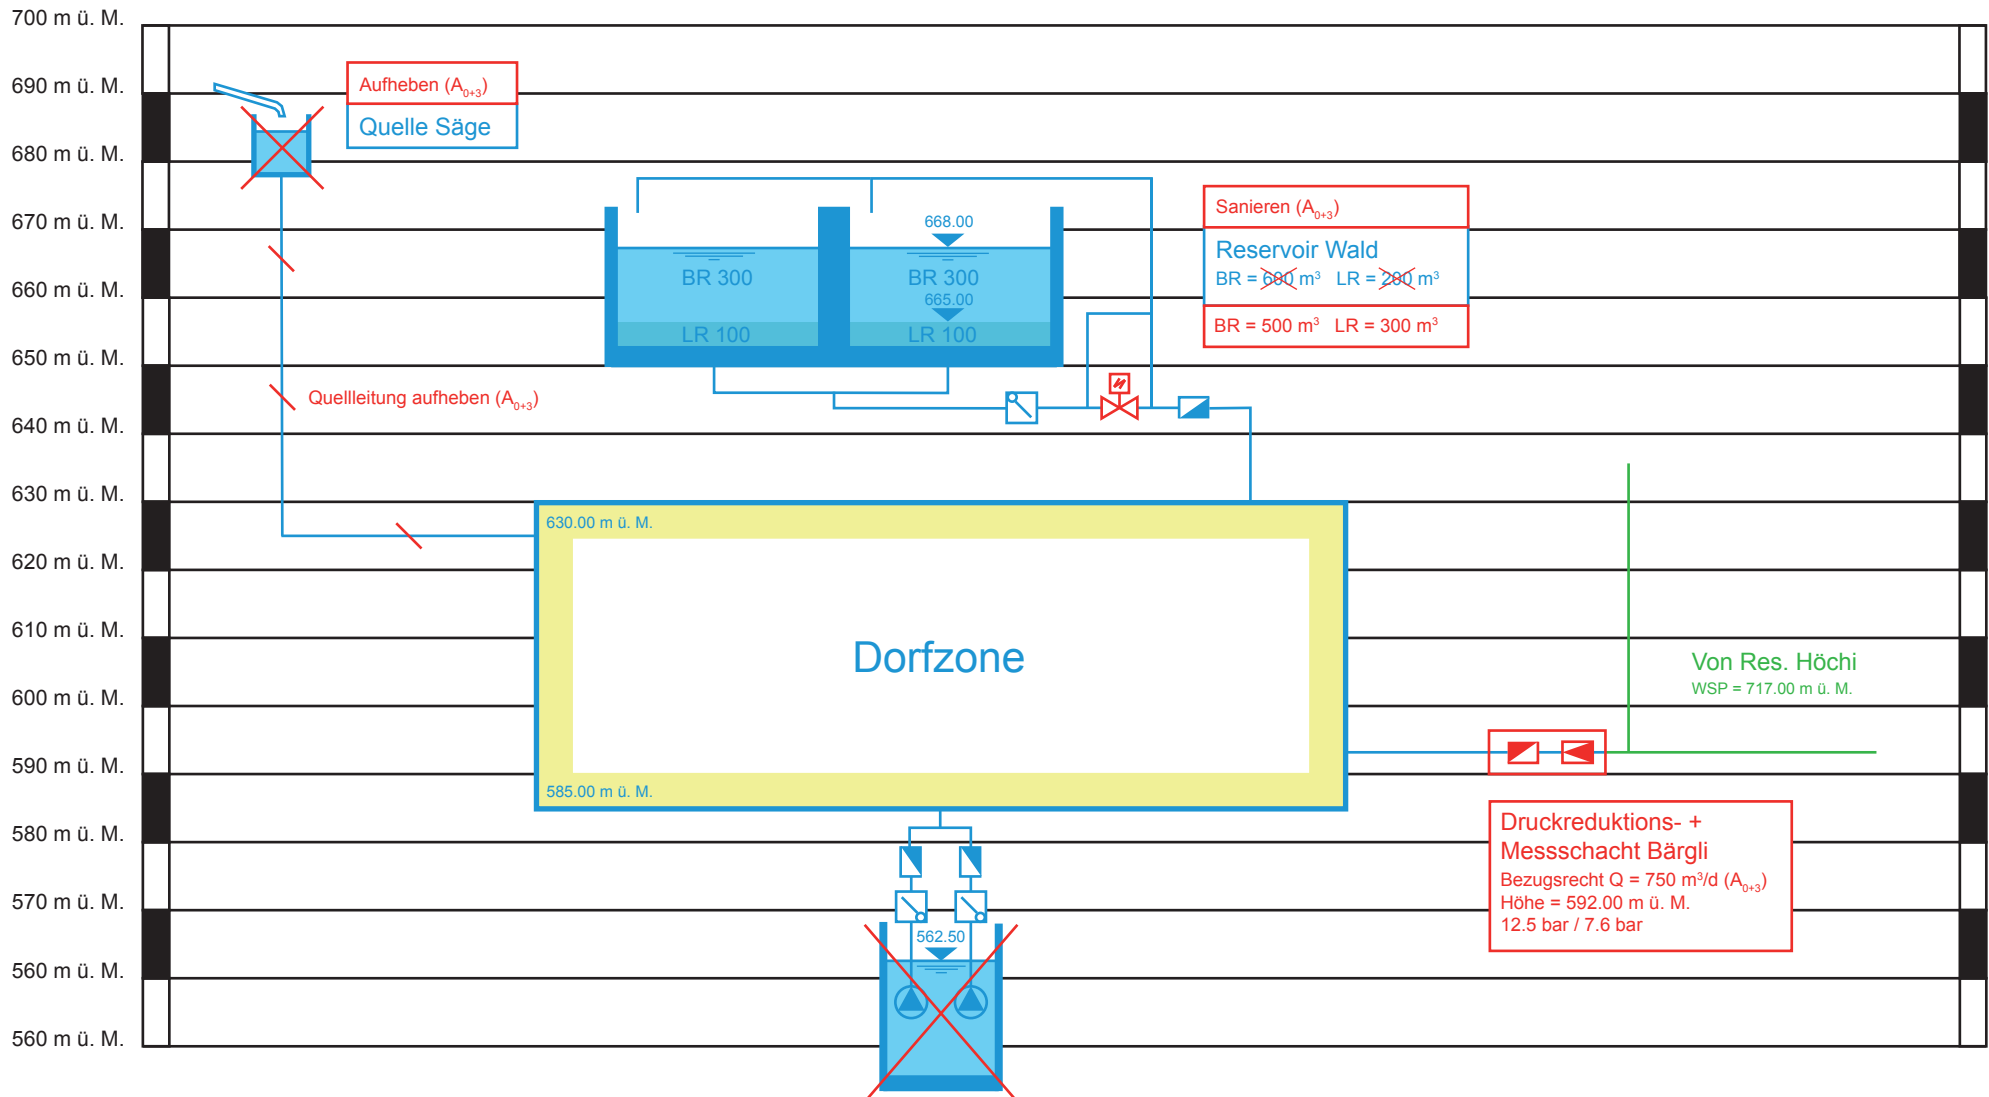 700 m ü. M.
690 m ü. M.
680 m ü. M.
670 m ü. M.
660 m ü. M.
650 m ü. M.
640 m ü. M.
630 m ü. M.
620 m ü. M.
610 m ü. M.
600 m ü. M.
590 m ü. M.
580 m ü. M.
570 m ü. M.
560 m ü. M.
560 m ü. M.
Aufheben (A0+3)
Quelle Säge
Quellleitung aufheben (A0+3)
668.00
BR 300
BR 300
665.00
LR 100
LR 100
Sanieren (A0+3)
Reservoir Wald
BR = 600 m³ LR = 200 m³
BR = 500 m³ LR = 300 m³
630.00 m ü. M.
Dorfzone
585.00 m ü. M.
Von Res. Höchi
WSP = 717.00 m ü. M.
Druckreduktions- +
Messschacht Bärgli
Bezugsrecht Q = 750 m³/d (A0+3)
Höhe = 592.00 m ü. M.
12.5 bar / 7.6 bar
562.50